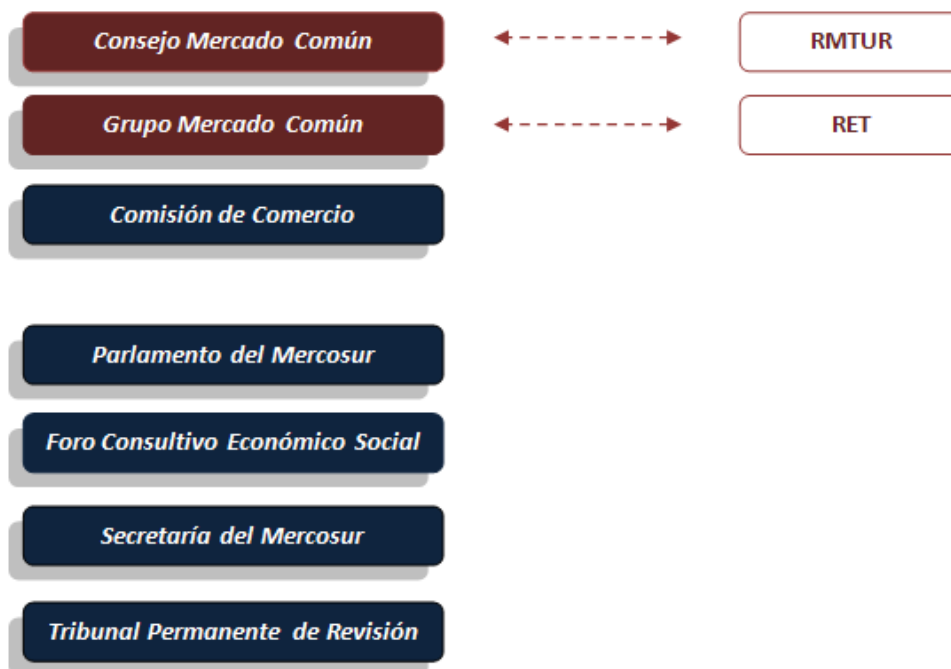 Consejo Mercado Común
RMTUR
Grupo Mercado Común
RET
Comisión de Comercio
Parlamento del Mercosur
Foro Consultivo Económico Social
Secretaría del Mercosur
Tribunal Permanente de Revisión